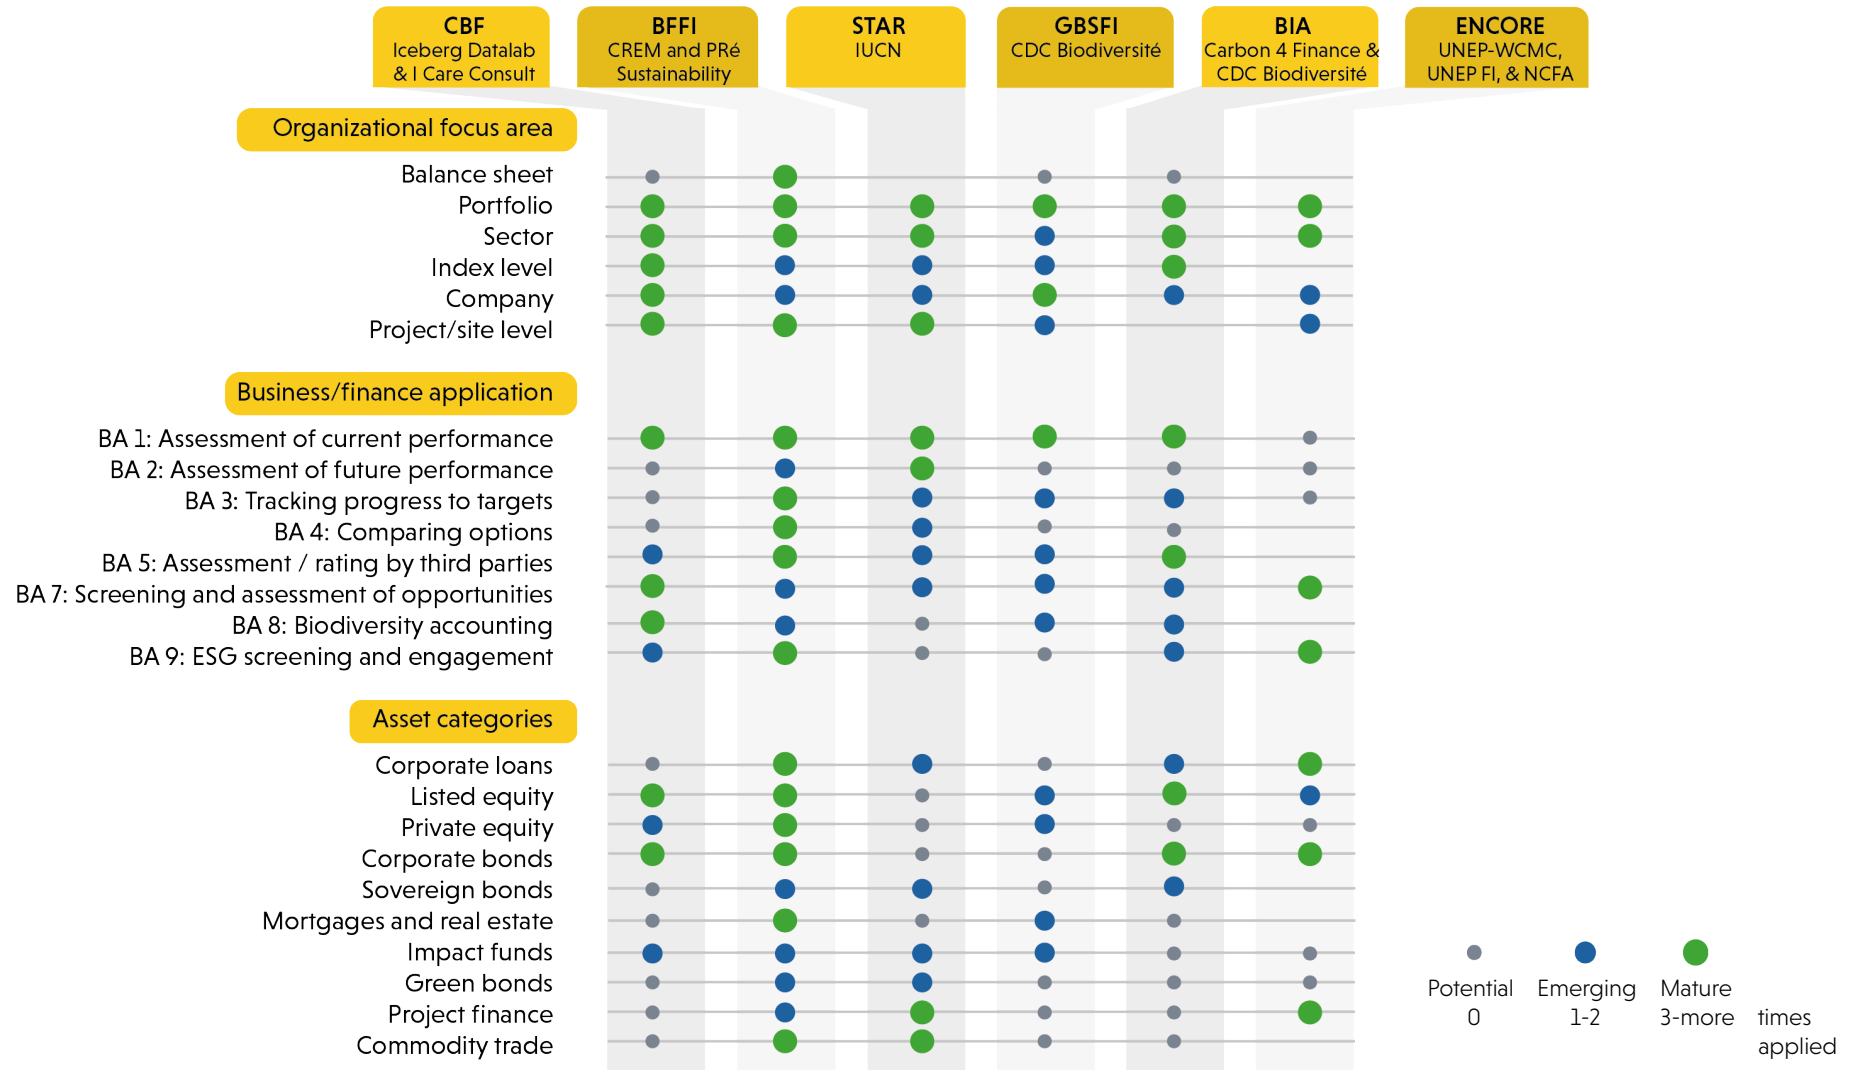 CBF
Iceberg Datalab
& I Care Consult
BFFI
CREM and PRé
Sustainability
STAR
IUCN
GBSFI
CDC Biodiversité
BIA
Carbon 4 Finance &
CDC Biodiversité
ENCORE
UNEP-WCMC,
UNEP FI, & NCFA
Organizational focus area
Balance sheet
Portfolio
Sector
Index level
Company
Project/site level
Business/finance application
BA 1: Assessment of current performance
BA 2: Assessment of future performance
BA 3: Tracking progress to targets
BA 4: Comparing options
BA 5: Assessment / rating by third parties
BA 7: Screening and assessment of opportunities
BA 8: Biodiversity accounting
BA 9: ESG screening and engagement
Asset categories
Corporate loans
Listed equity
Private equity
Corporate bonds
Sovereign bonds
Mortgages and real estate
Impact funds
Green bonds
Project finance
Commodity trade
Potential
0
Emerging
1-2
Mature
3-more
times
applied